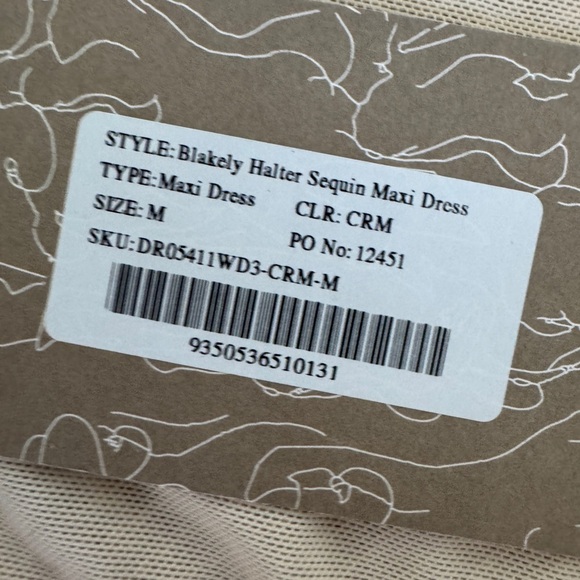 STYLE: Blakely Halter Sequin Maxi Dress
TYPE: Maxi Dress CLR: CRM
SIZE: M PO No: 12451
SKU: DR05411WD3-CRM-M
9350536510131